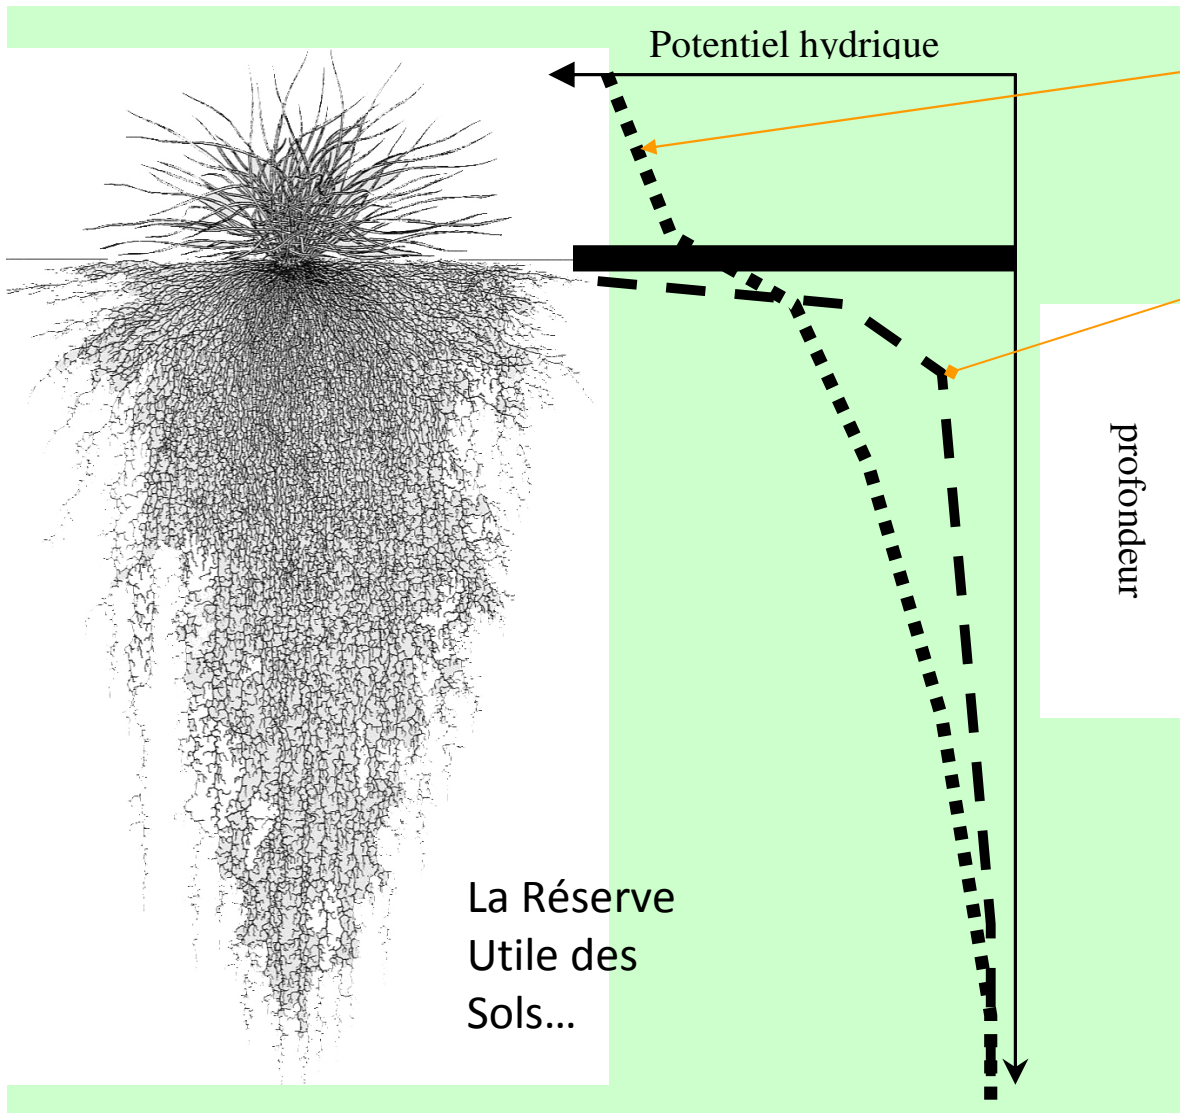 Potentiel hydrique
profondeur
La Réserve
Utile des
Sols...